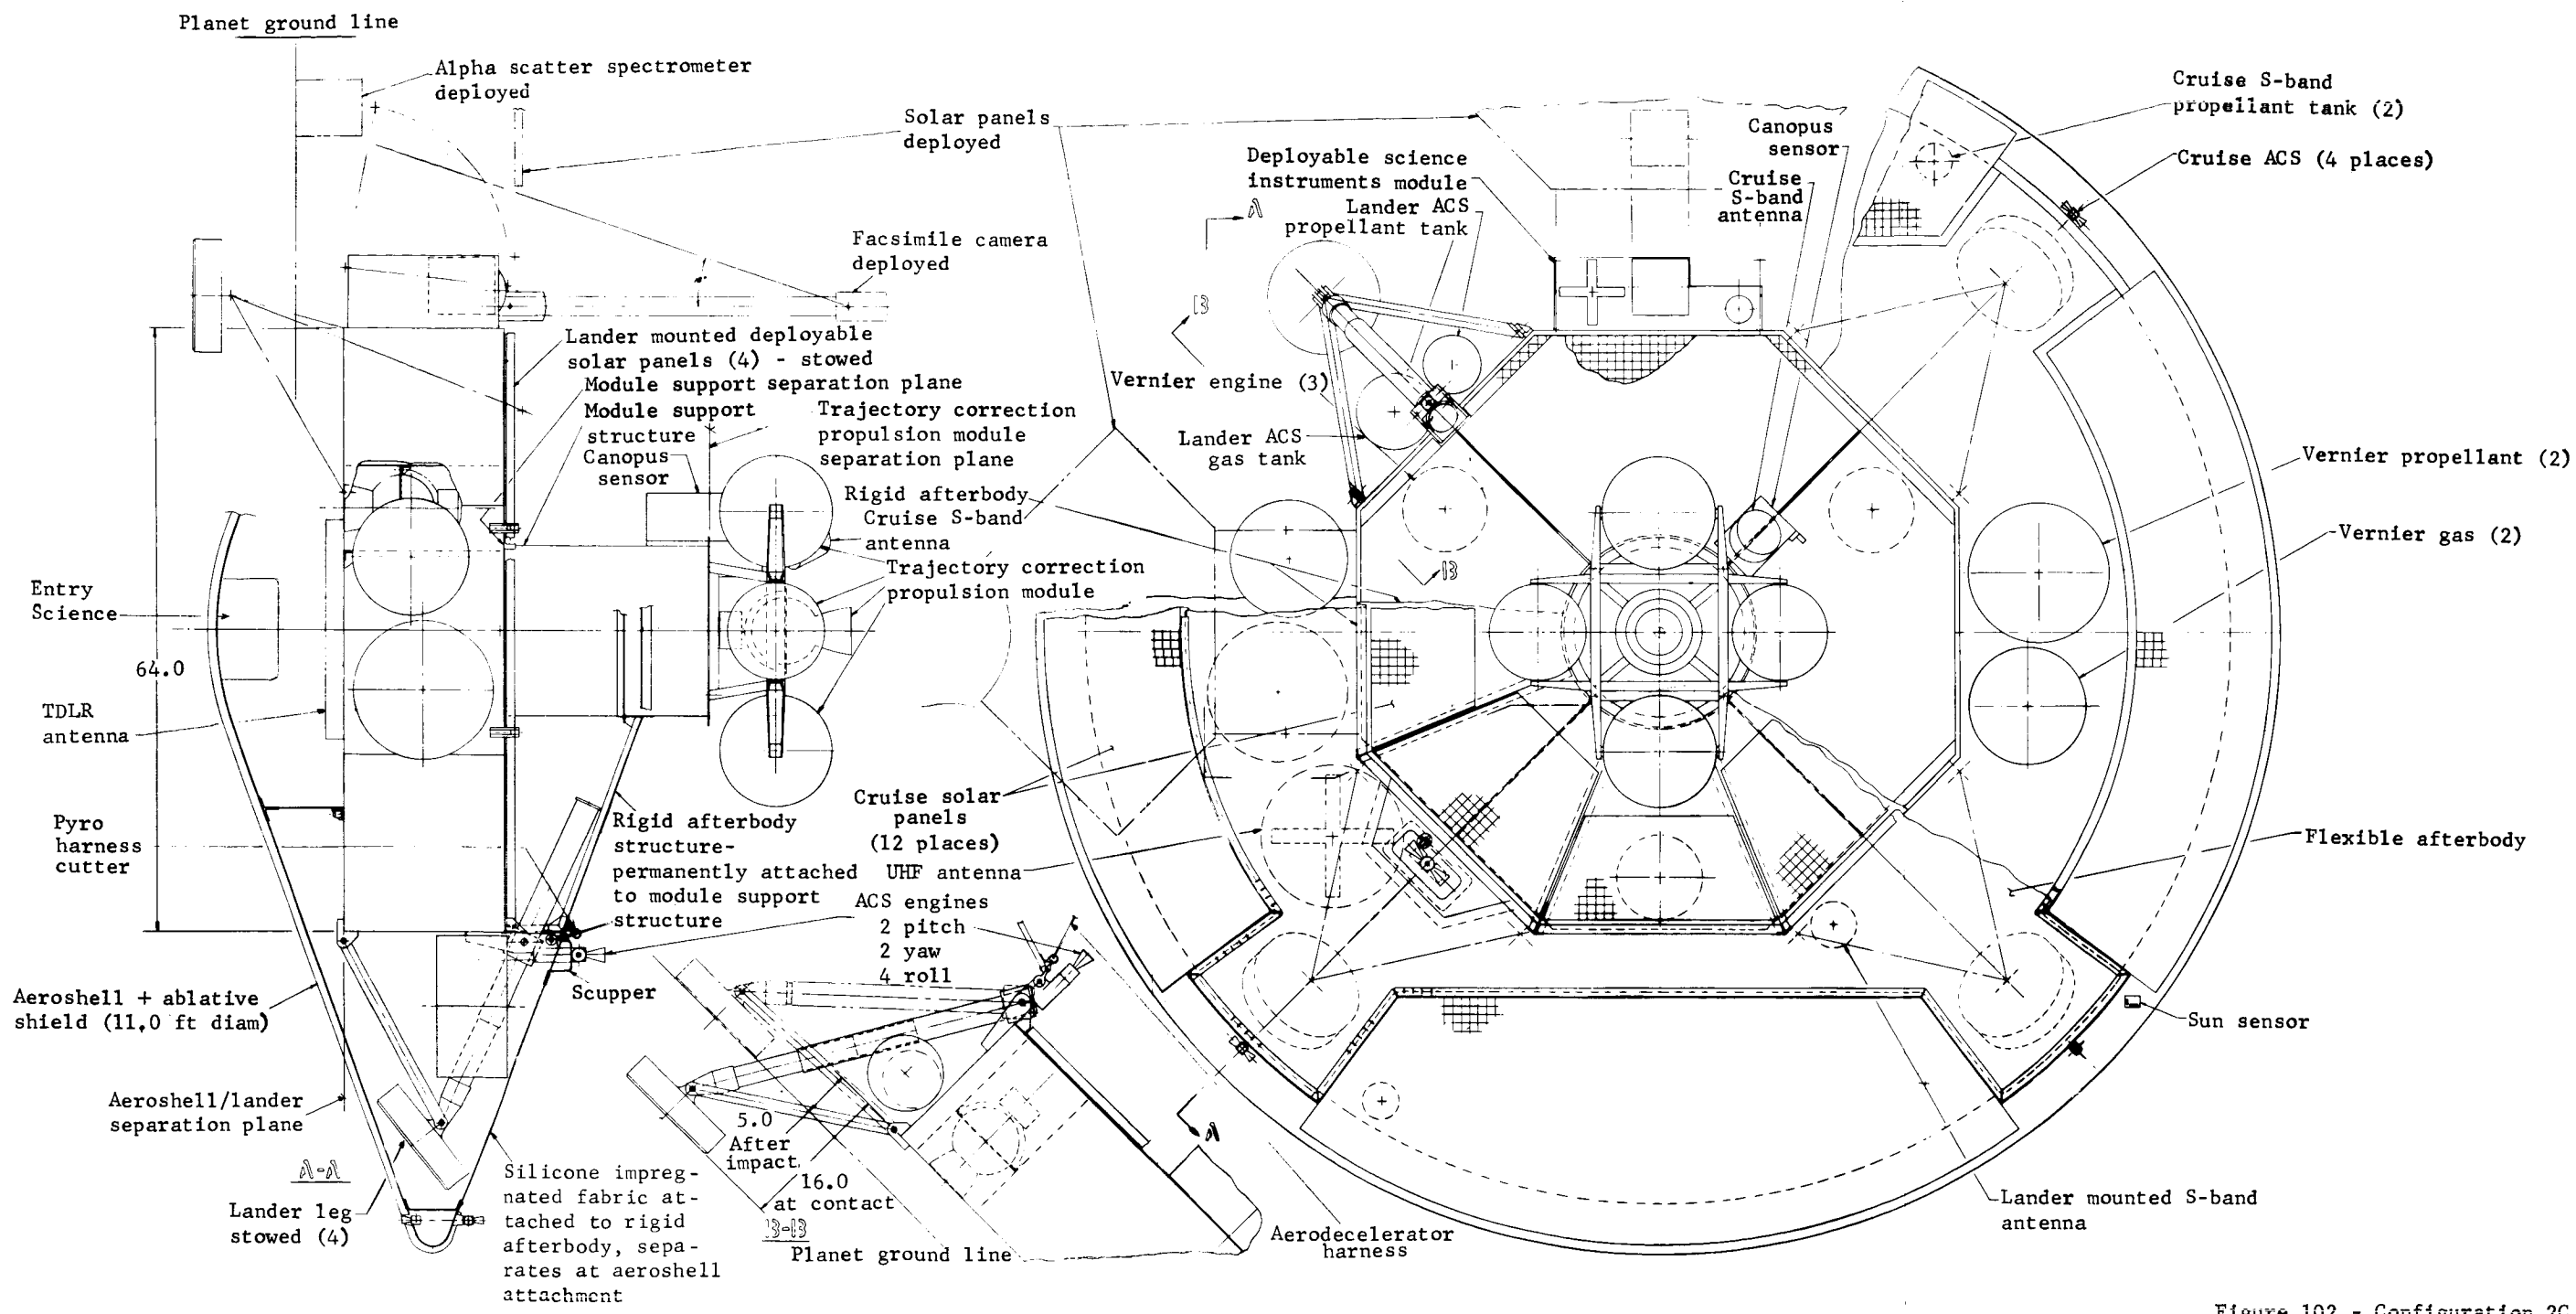 Planet ground line
Alpha scatter spectrometer
deployed
Solar panels
deployed
Facsimile camera
deployed
Lander mounted deployable
solar panels (4) - stowed
Module support separation plane
Module support
structure
Canopus
sensor
Trajectory correction
propulsion module
separation plane
Rigid afterbody
Cruise S-band
antenna
Trajectory correction
propulsion module
Entry
Science
64.0
TDLR
antenna
Pyro
harness
cutter
Aeroshell + ablative
shield (11.0 ft diam)
Aeroshell/lander
separation plane
A-A
Lander leg
stowed (4)
Silicone impreg-
nated fabric at-
tached to rigid
afterbody, sepa-
rates at aeroshell
attachment
Scupper
Rigid afterbody
structure-
permanently attached
to module support
structure
Cruise solar
panels
(12 places)
UHF antenna
ACS engines
2 pitch
2 yaw
4 roll
5.0
After
impact
16.0
at contact
B-B
Planet ground line
Aerodecelerator
harness
Deployable science
instruments module
Lander ACS
propellant tank
A
B
Vernier engine (3)
Lander ACS
gas tank
B
A
Canopus
sensor
Cruise
S-band
antenna
Cruise S-band
propellant tank (2)
Cruise ACS (4 places)
Vernier propellant (2)
Vernier gas (2)
Flexible afterbody
Sun sensor
Lander mounted S-band
antenna
Figure 102 - Configuration 2C